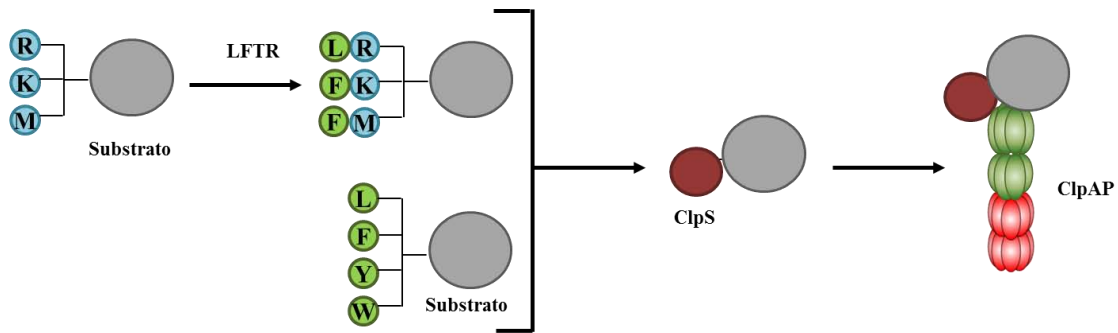 R
K
M
Substrato
LFTR
L R
F K
F M
L
F
Y
W
Substrato
ClpS
ClpAP